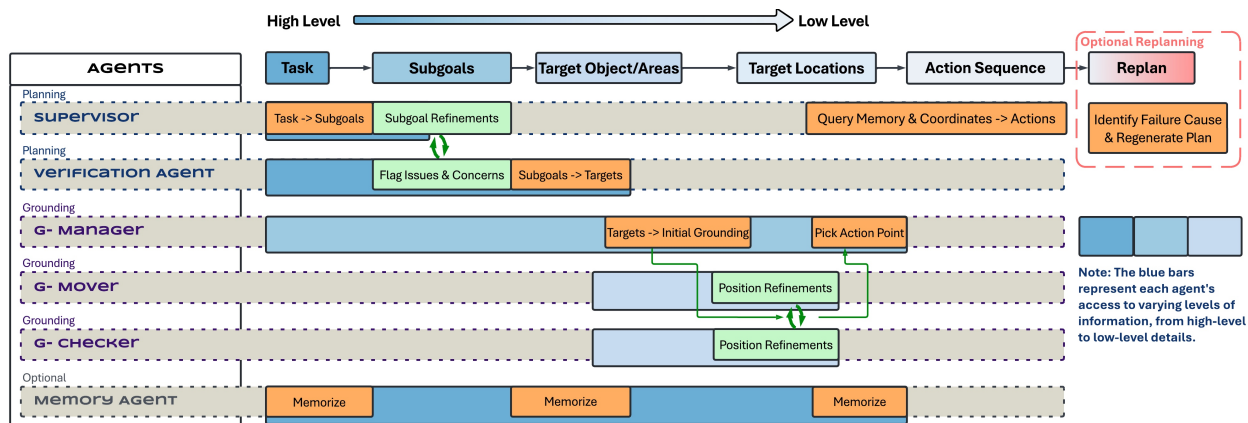 High Level
Low Level
AGENTS
Task
Subgoals
Target Object/Areas
Target Locations
Action Sequence
Optional Replanning
Replan
Planning
Supervisor
Task -> Subgoals
Subgoal Refinements
Query Memory & Coordinates -> Actions
Identify Failure Cause
& Regenerate Plan
Planning
Verification Agent
Flag Issues & Concerns
Subgoals -> Targets
Grounding
G- Manager
Targets -> Initial Grounding
Pick Action Point
Grounding
G- Mover
Position Refinements
Grounding
G- Checker
Position Refinements
Note: The blue bars
represent each agent's
access to varying levels of
information, from high-level
to low-level details.
Optional
Memory Agent
Memorize
Memorize
Memorize